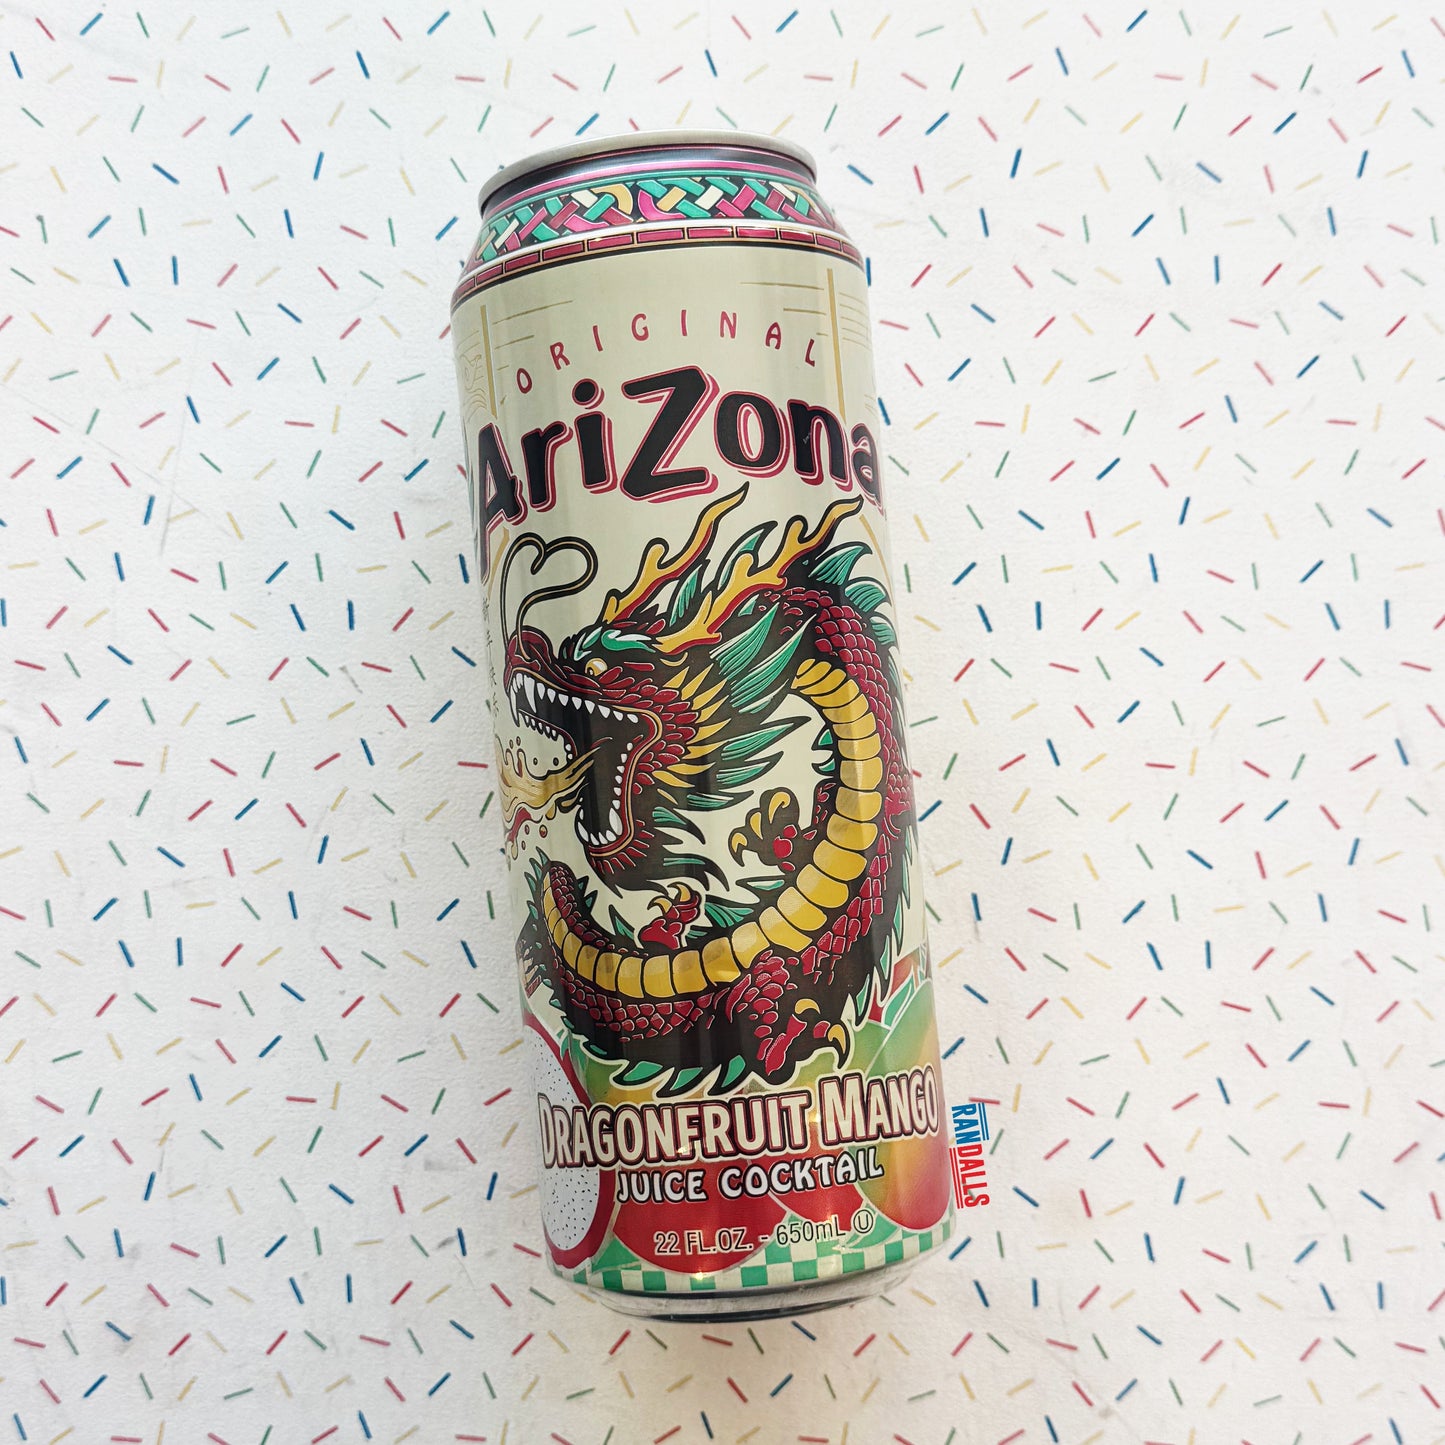 ORIGINAL
AriZona
DRAGONFRUIT MANGO
JUICE COCKTAIL
22 FL.OZ. - 650mL Ⓤ
RANDALLS